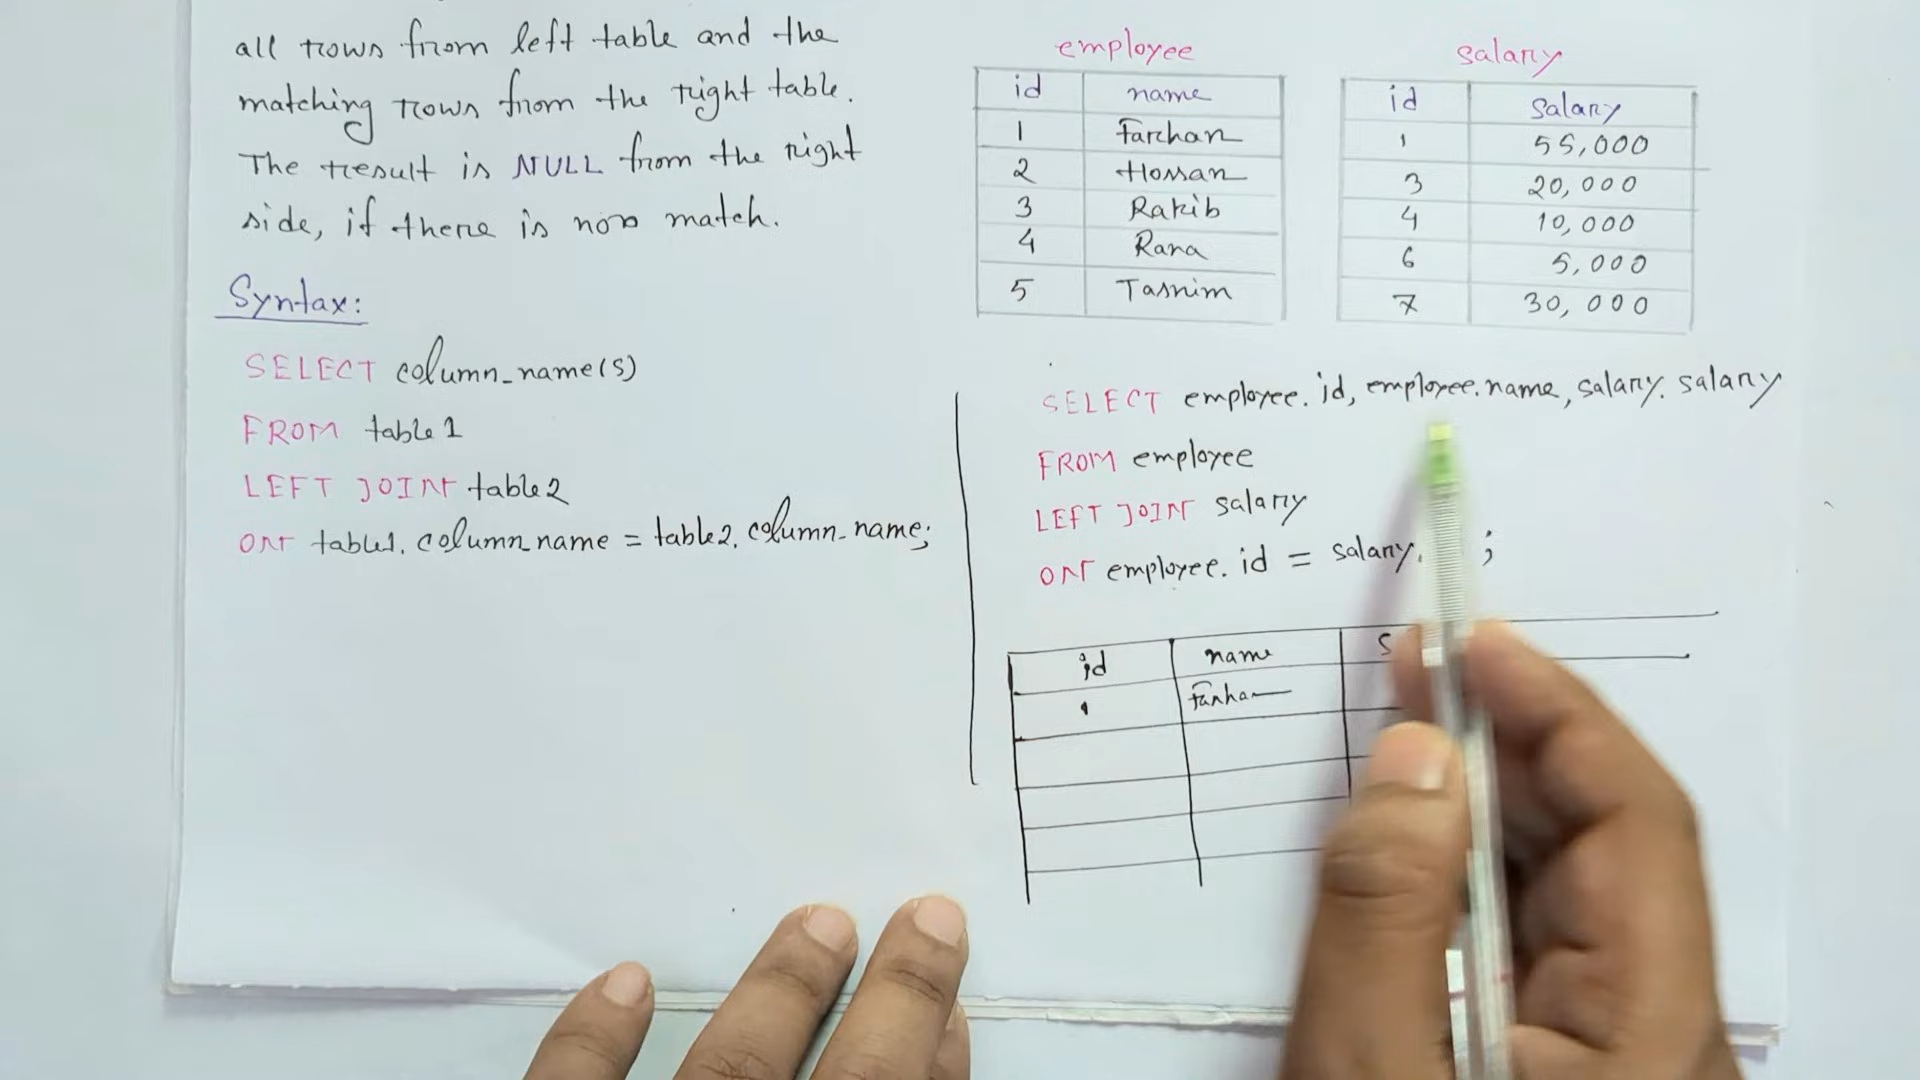 all rows from left table and the
matching rows from the right table.
The result is NULL from the right
side, if there is no match.
Syntax:
SELECT column_name(s)
FROM table1
LEFT JOIN table2
ON table1.column_name = table2.column_name;
employee
id name
1 Farhan
2 Hossan
3 Rakib
4 Rana
5 Tasnim
salary
id salary
1 55,000
3 20,000
4 10,000
6 5,000
7 30,000
SELECT employee.id, employee.name, salary.salary
FROM employee
LEFT JOIN salary
ON employee.id = salary. ;
id name S
1 Farhan